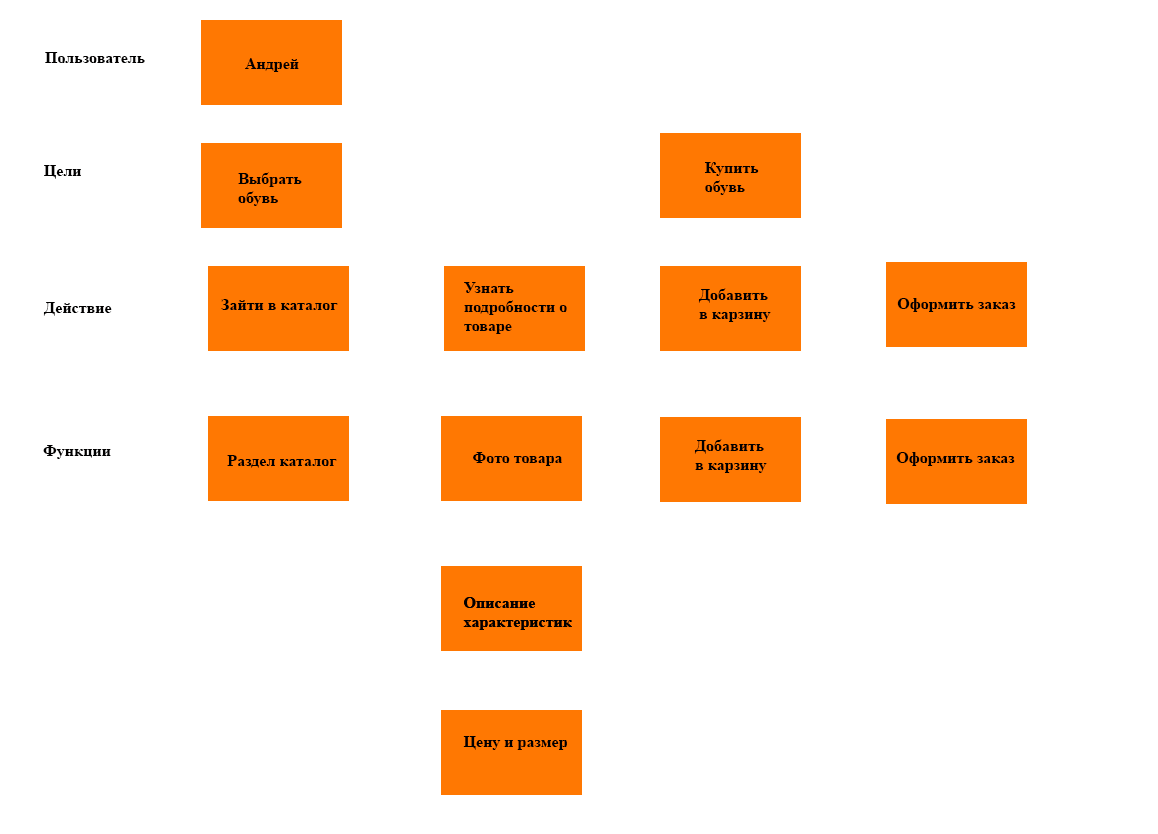 Пользователь
Андрей
Цели
Выбрать
обувь
Купить
обувь
Действие
Зайти в каталог
Узнать
подробности о
товаре
Добавить
в карзину
Оформить заказ
Функции
Раздел каталог
Фото товара
Добавить
в карзину
Оформить заказ
Описание
характеристик
Цену и размер